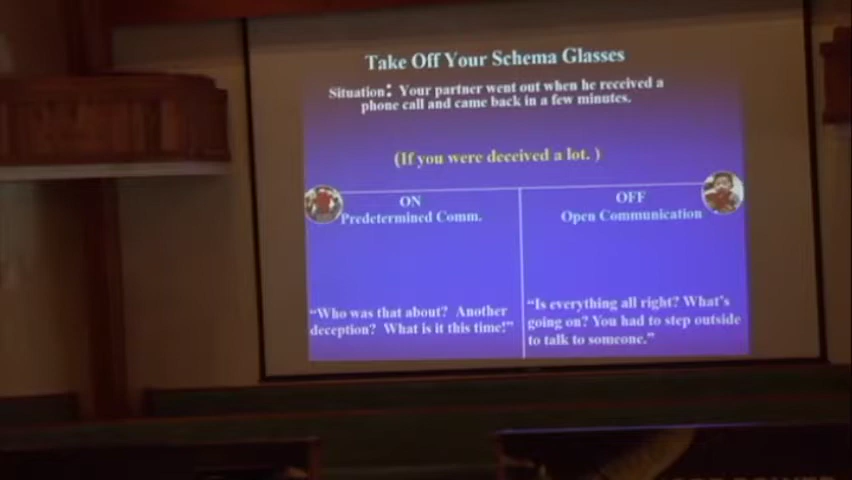 Take Off Your Schema Glasses
Situation: Your partner went out when he received a
phone call and came back in a few minutes.
(If you were deceived a lot. )
ON
Predetermined Comm.
OFF
Open Communication
“Who was that about? Another
deception? What is it this time!”
“Is everything all right? What's
going on? You had to step outside
to talk to someone.”